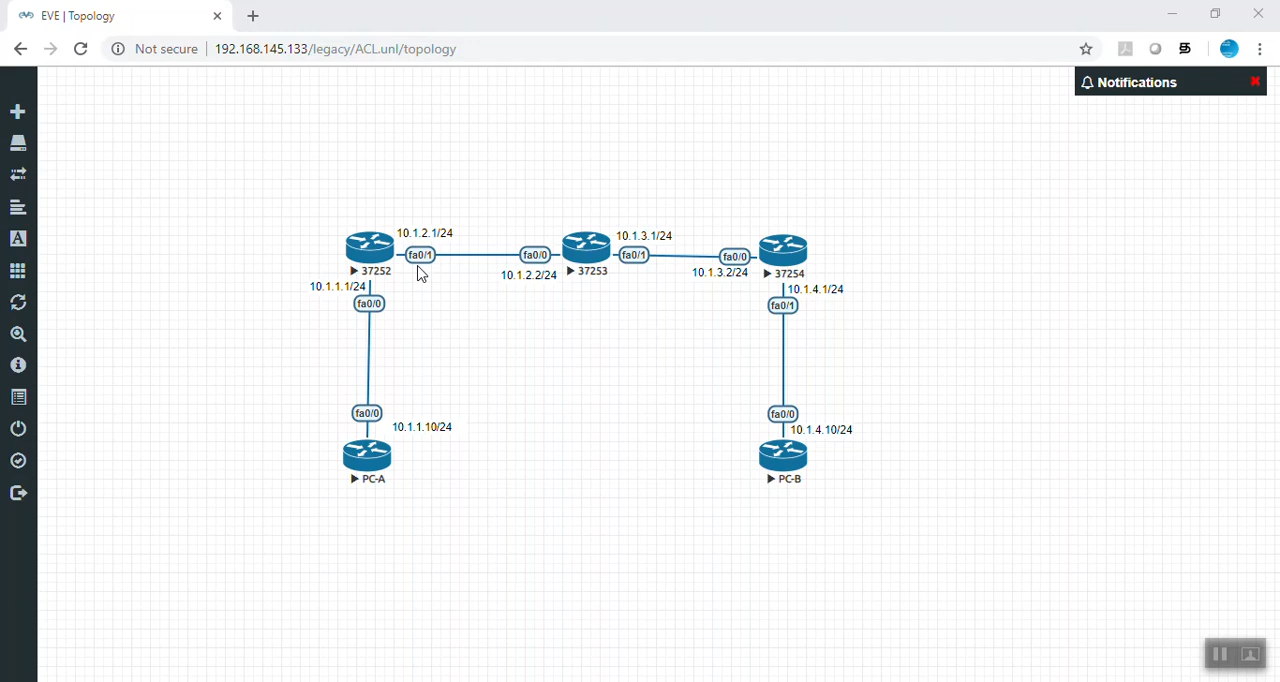 EVE | Topology
Not secure
192.168.145.133/legacy/ACL.unl/topology
Notifications
A
10.1.2.1/24
10.1.3.1/24
fa0/1
fa0/0
fa0/1
fa0/0
37252
10.1.2.2/24
37253
10.1.3.2/24
37254
10.1.1.1/24
10.1.4.1/24
fa0/0
fa0/1
fa0/0
fa0/0
10.1.1.10/24
10.1.4.10/24
PC-A
PC-B